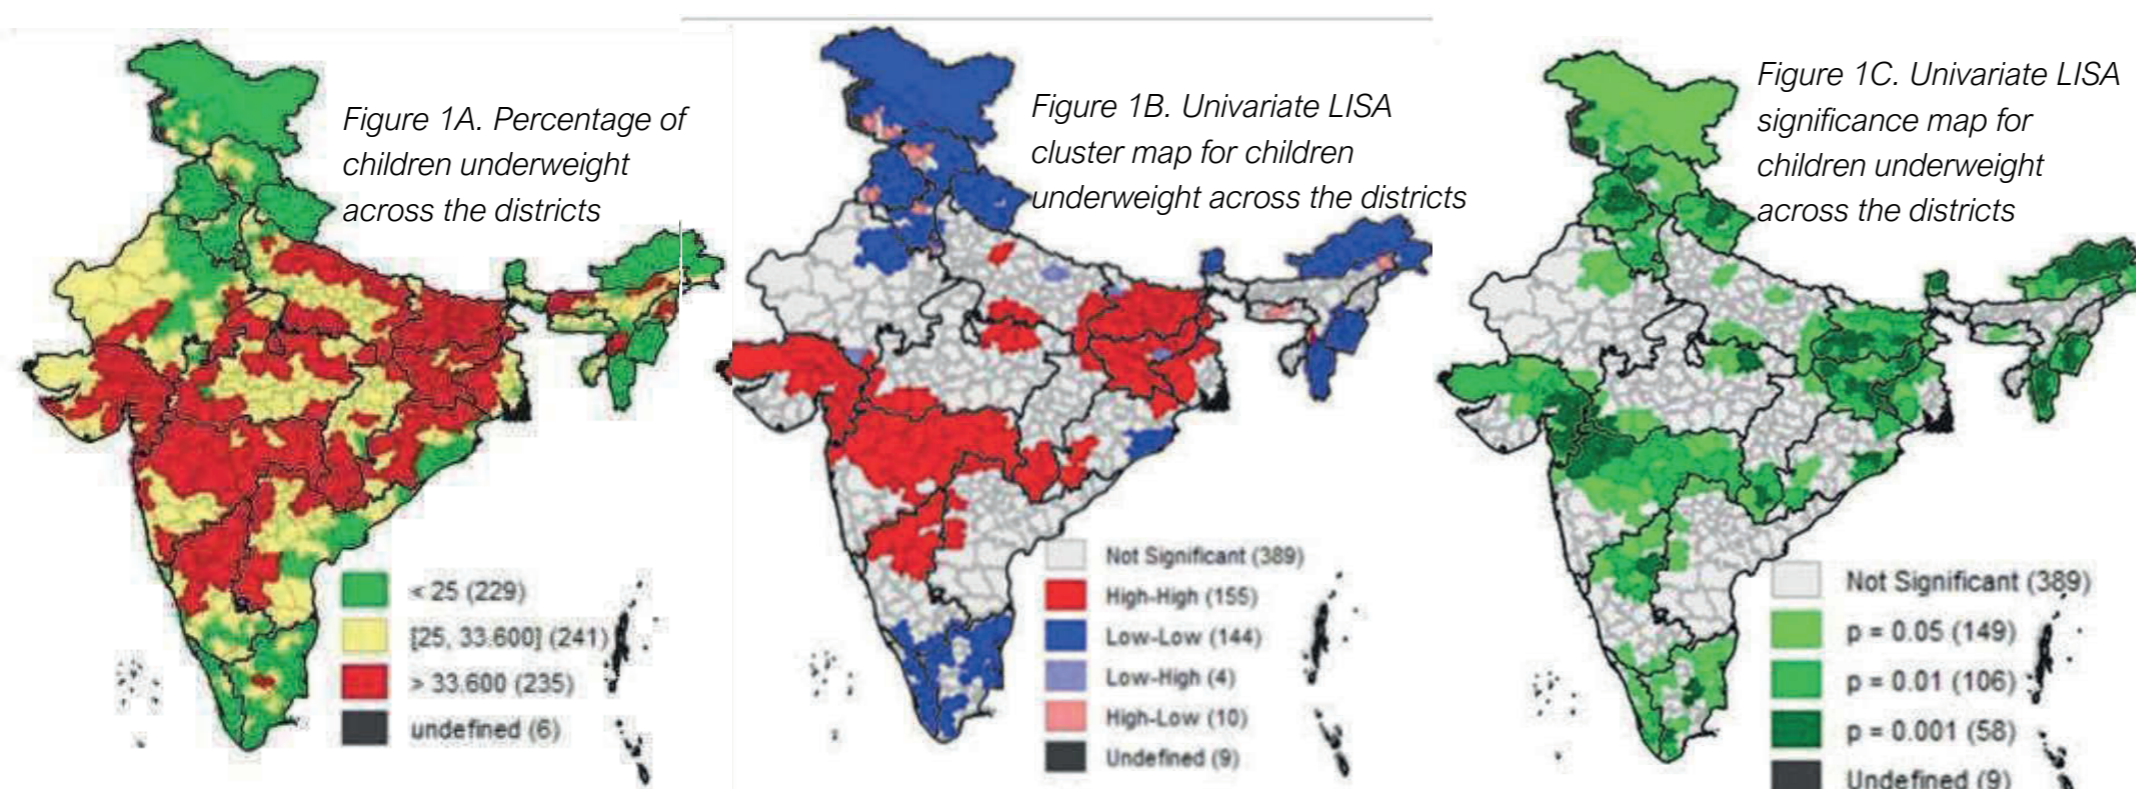 Figure 1A. Percentage of
children underweight
across the districts
< 25 (229)
[25, 33.600] (241)
> 33.600 (235)
undefined (6)
Figure 1B. Univariate LISA
cluster map for children
underweight across the districts
Not Significant (389)
High-High (155)
Low-Low (144)
Low-High (4)
High-Low (10)
Undefined (9)
Figure 1C. Univariate LISA
significance map for
children underweight
across the districts
Not Significant (389)
p = 0.05 (149)
p = 0.01 (106)
p = 0.001 (58)
Undefined (9)